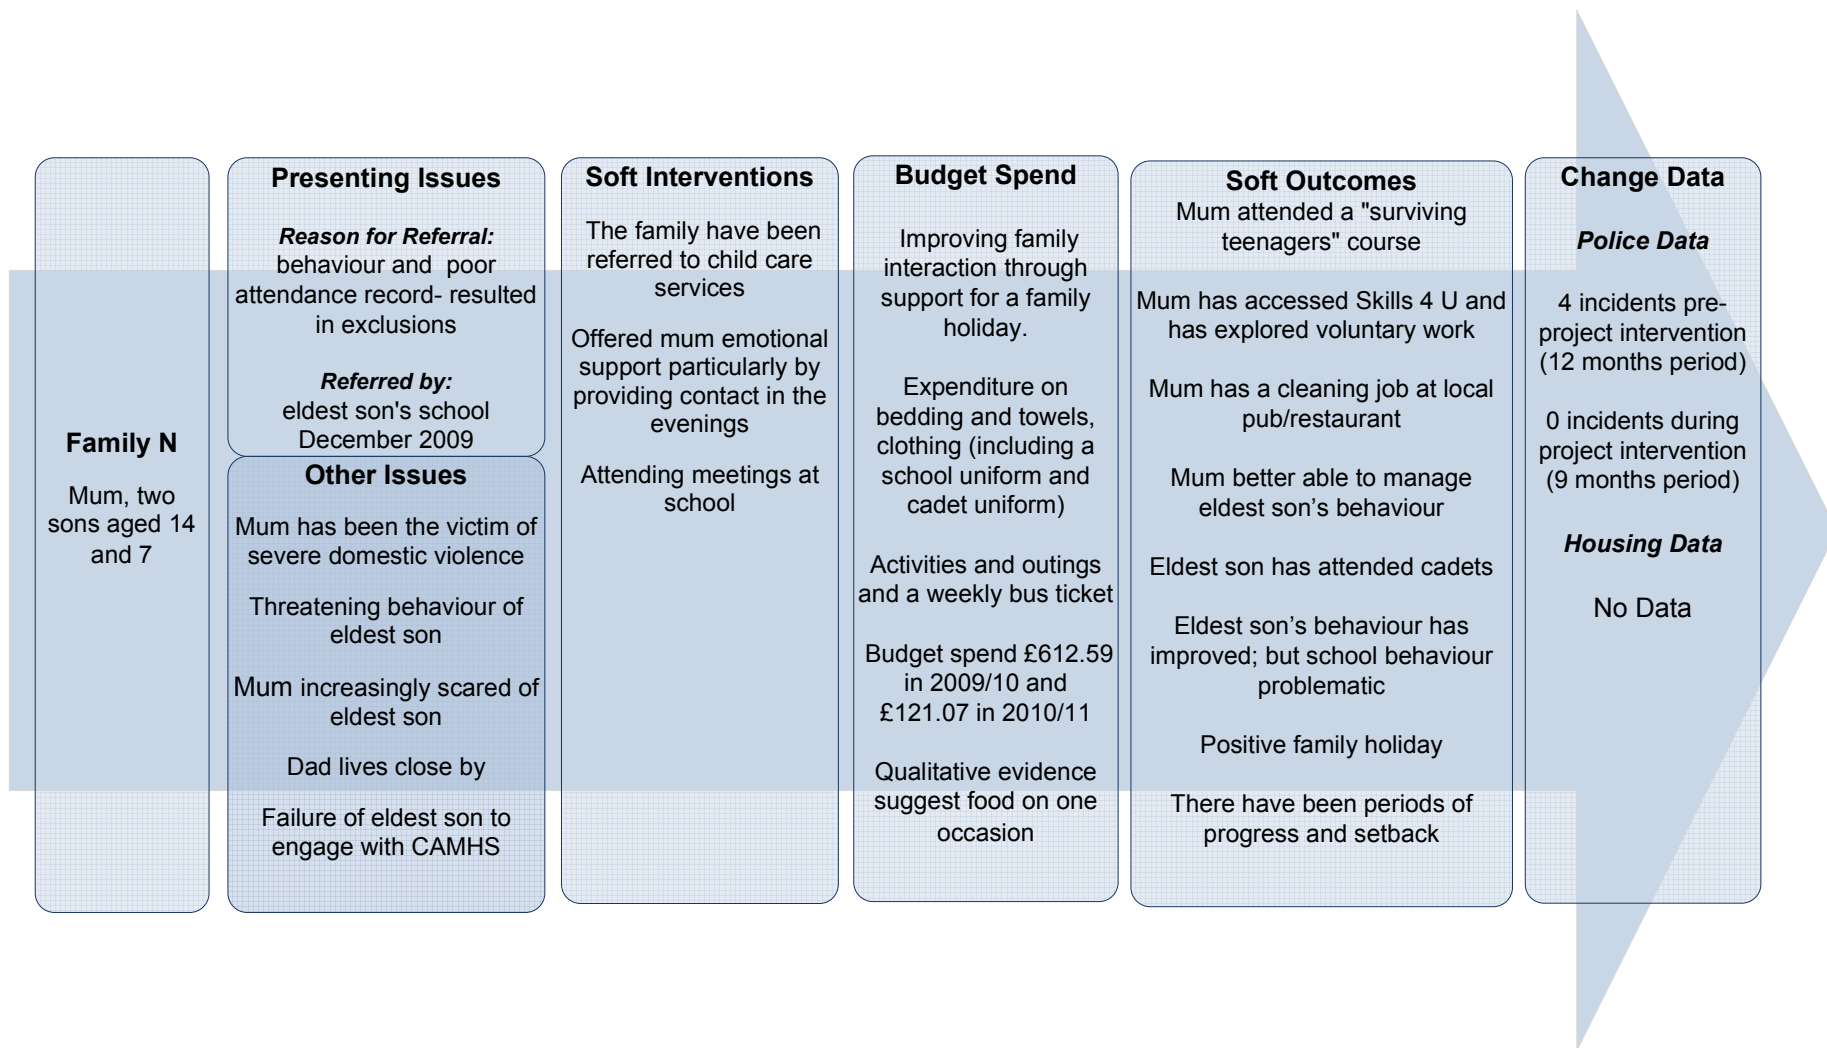 Family N
Mum, two
sons aged 14
and 7
Presenting Issues
Reason for Referral:
behaviour and poor
attendance record- resulted
in exclusions
Referred by:
eldest son's school
December 2009
Other Issues
Mum has been the victim of
severe domestic violence
Threatening behaviour of
eldest son
Mum increasingly scared of
eldest son
Dad lives close by
Failure of eldest son to
engage with CAMHS
Soft Interventions
The family have been
referred to child care
services
Offered mum emotional
support particularly by
providing contact in the
evenings
Attending meetings at
school
Budget Spend
Improving family
interaction through
support for a family
holiday.
Expenditure on
bedding and towels,
clothing (including a
school uniform and
cadet uniform)
Activities and outings
and a weekly bus ticket
Budget spend £612.59
in 2009/10 and
£121.07 in 2010/11
Qualitative evidence
suggest food on one
occasion
Soft Outcomes
Mum attended a "surviving
teenagers" course
Mum has accessed Skills 4 U and
has explored voluntary work
Mum has a cleaning job at local
pub/restaurant
Mum better able to manage
eldest son’s behaviour
Eldest son has attended cadets
Eldest son’s behaviour has
improved; but school behaviour
problematic
Positive family holiday
There have been periods of
progress and setback
Change Data
Police Data
4 incidents pre-
project intervention
(12 months period)
0 incidents during
project intervention
(9 months period)
Housing Data
No Data